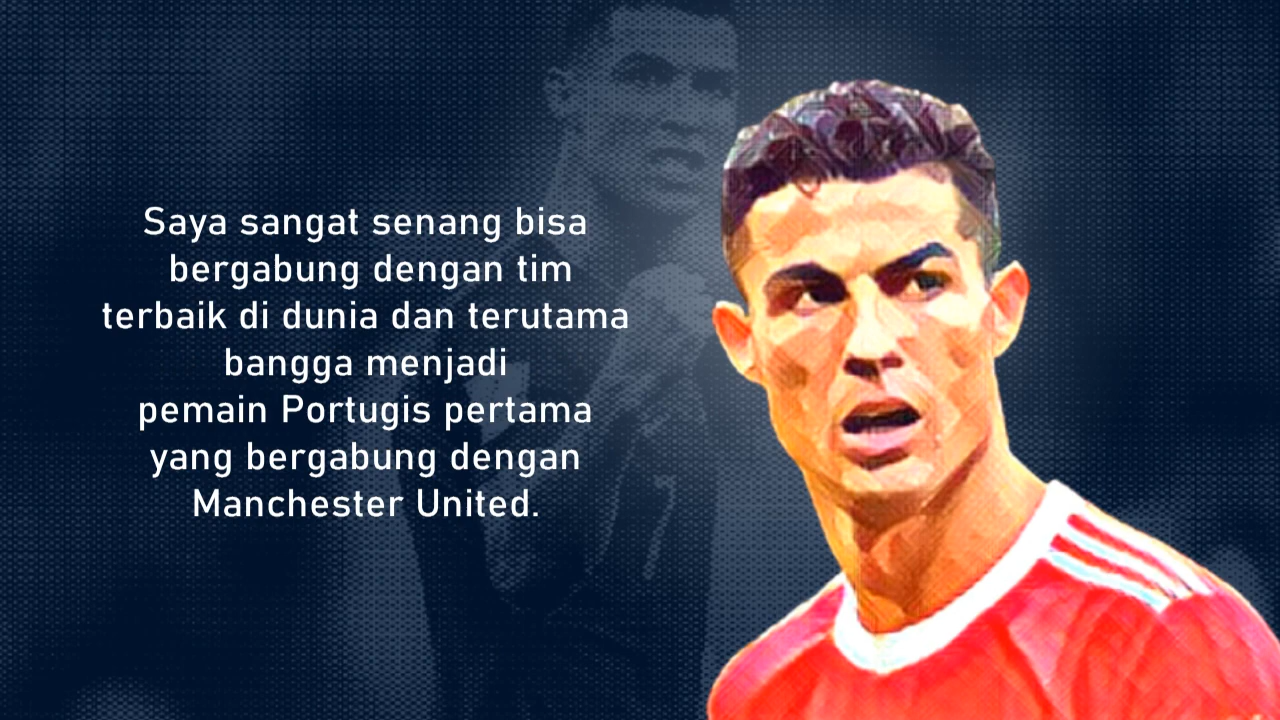 Saya sangat senang bisa
bergabung dengan tim
terbaik di dunia dan terutama
bangga menjadi
pemain Portugis pertama
yang bergabung dengan
Manchester United.